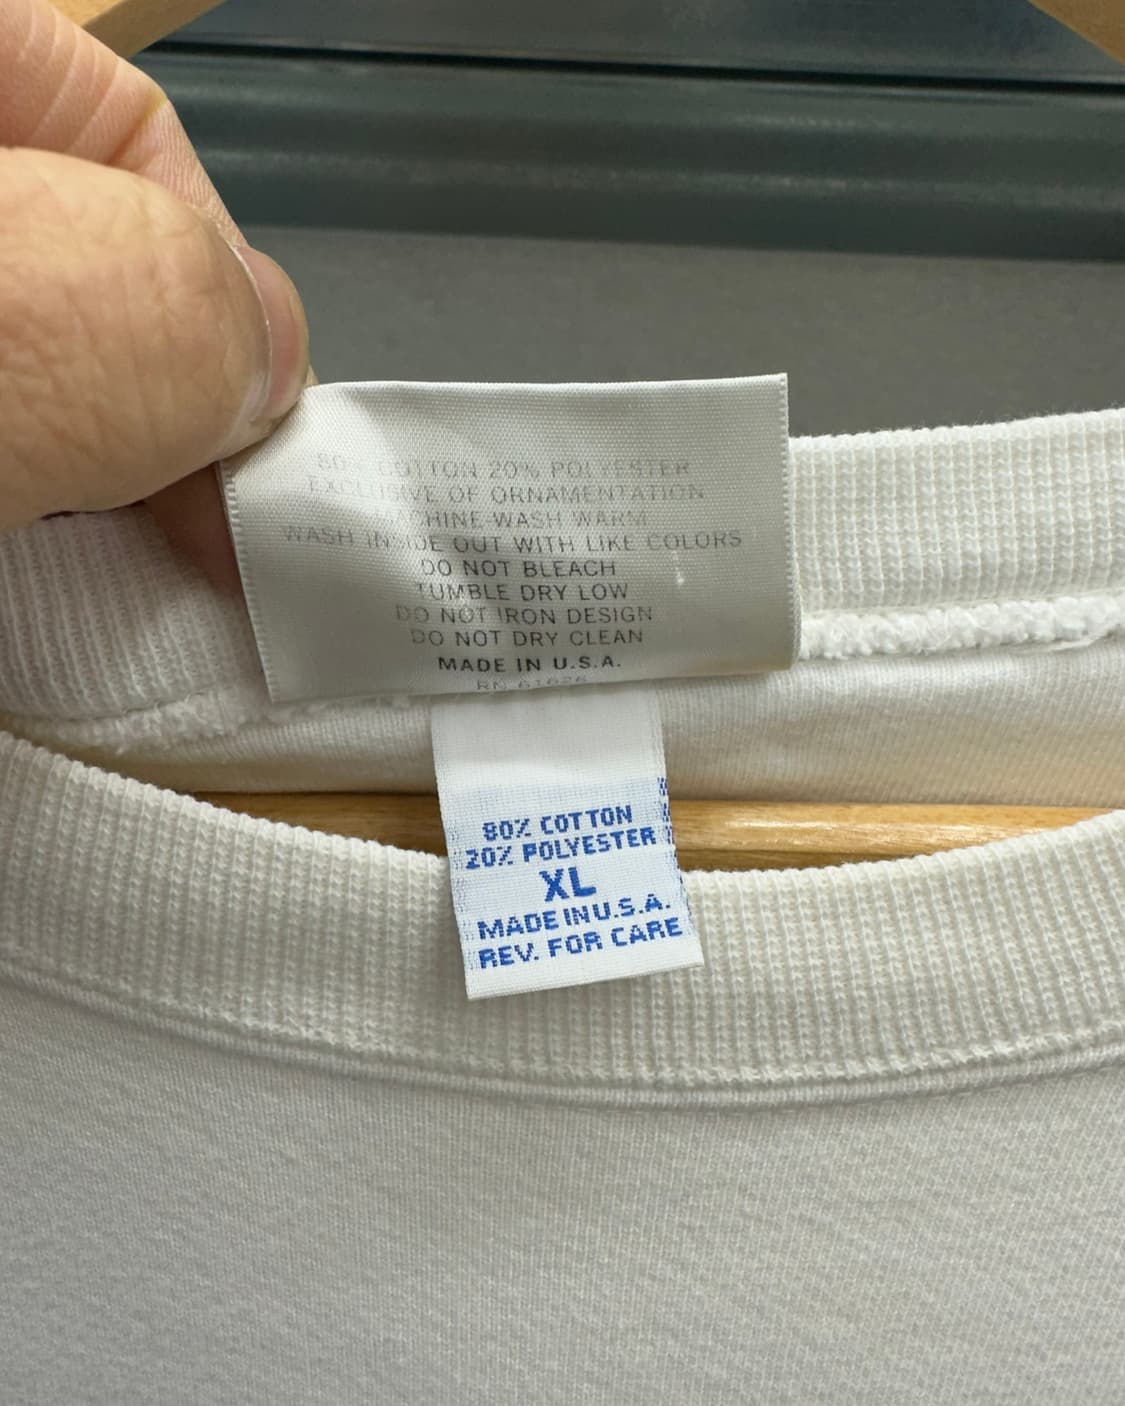 80% COTTON 20% POLYESTER
EXCLUSIVE OF ORNAMENTATION
MACHINE WASH WARM
WASH INSIDE OUT WITH LIKE COLORS
DO NOT BLEACH
TUMBLE DRY LOW
DO NOT IRON DESIGN
DO NOT DRY CLEAN
MADE IN U.S.A.
RN
80% COTTON
20% POLYESTER
XL
MADE IN U.S.A.
REV. FOR CARE